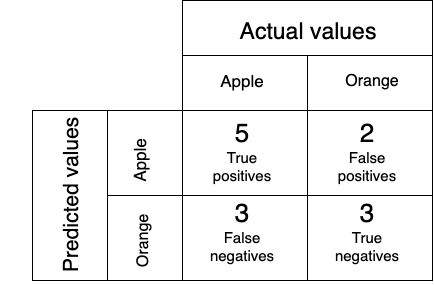 Actual values
Apple
Orange
Predicted values
Apple
5
True
positives
2
False
positives
Orange
3
False
negatives
3
True
negatives